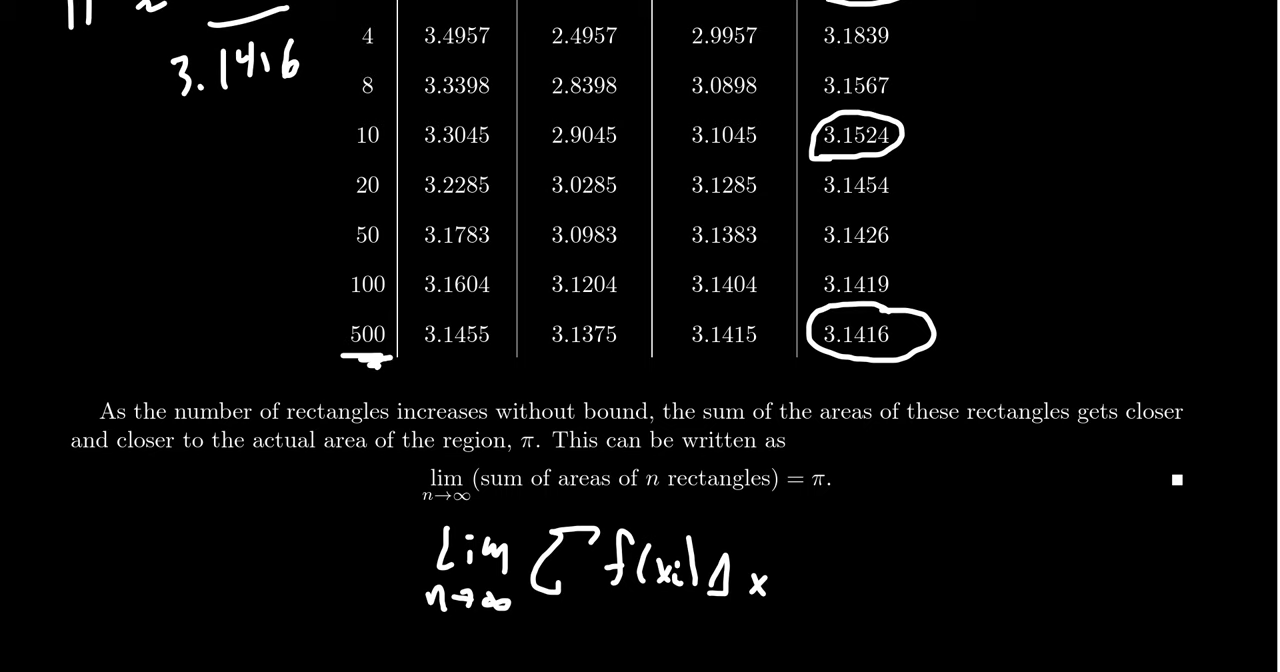 π ≈
3.1416
4 3.4957 2.4957 2.9957 3.1839
8 3.3398 2.8398 3.0898 3.1567
10 3.3045 2.9045 3.1045 3.1524
20 3.2285 3.0285 3.1285 3.1454
50 3.1783 3.0983 3.1383 3.1426
100 3.1604 3.1204 3.1404 3.1419
500 3.1455 3.1375 3.1415 3.1416
As the number of rectangles increases without bound, the sum of the areas of these rectangles gets closer
and closer to the actual area of the region, π. This can be written as
lim (sum of areas of n rectangles) = π.
n→∞
lim Σ f(xi) Δx
n→∞